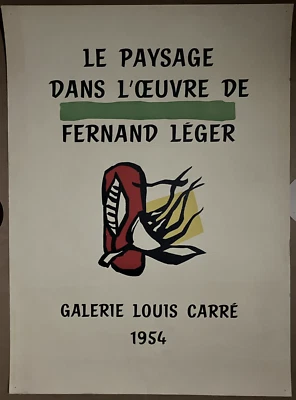 LE PAYSAGE
DANS L'ŒUVRE DE
FERNAND LÉGER
GALERIE LOUIS CARRÉ
1954